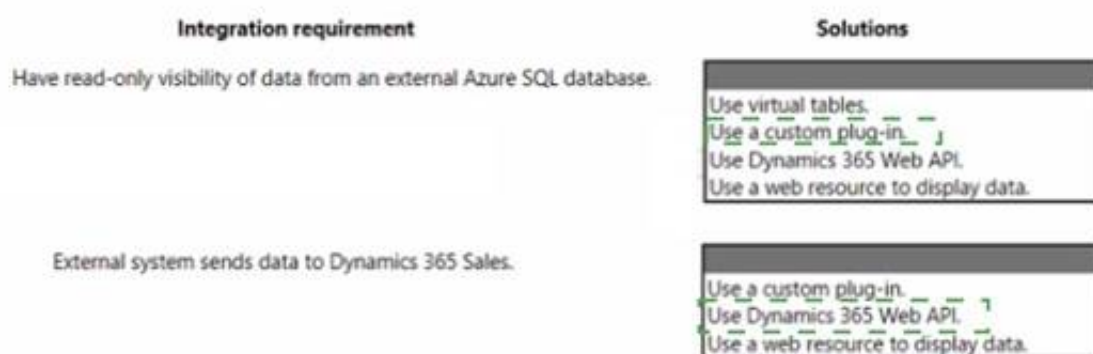 Integration requirement
Solutions
Have read-only visibility of data from an external Azure SQL database.
Use virtual tables.
Use a custom plug-in.
Use Dynamics 365 Web API.
Use a web resource to display data.
External system sends data to Dynamics 365 Sales.
Use a custom plug-in.
Use Dynamics 365 Web API.
Use a web resource to display data.